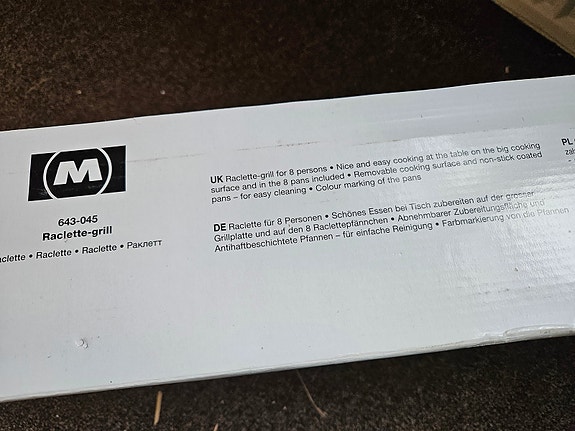 M
643-045
Raclette-grill
• Raclette • Raclette • Раклетт
UK Raclette-grill for 8 persons • Nice and easy cooking at the table on the big cooking
surface and in the 8 pans included • Removable cooking surface and non-stick coated
pans – for easy cleaning • Colour marking of the pans
DE Raclette für 8 Personen • Schönes Essen bei Tisch zubereiten auf der grosser
Grillplatte und auf den 8 Raclettepfännchen • Abnehmbarer Zubereitungsfläche und
Antihaftbeschichtete Pfannen – für einfache Reinigung • Farbmarkierung von die Pfannen
PL